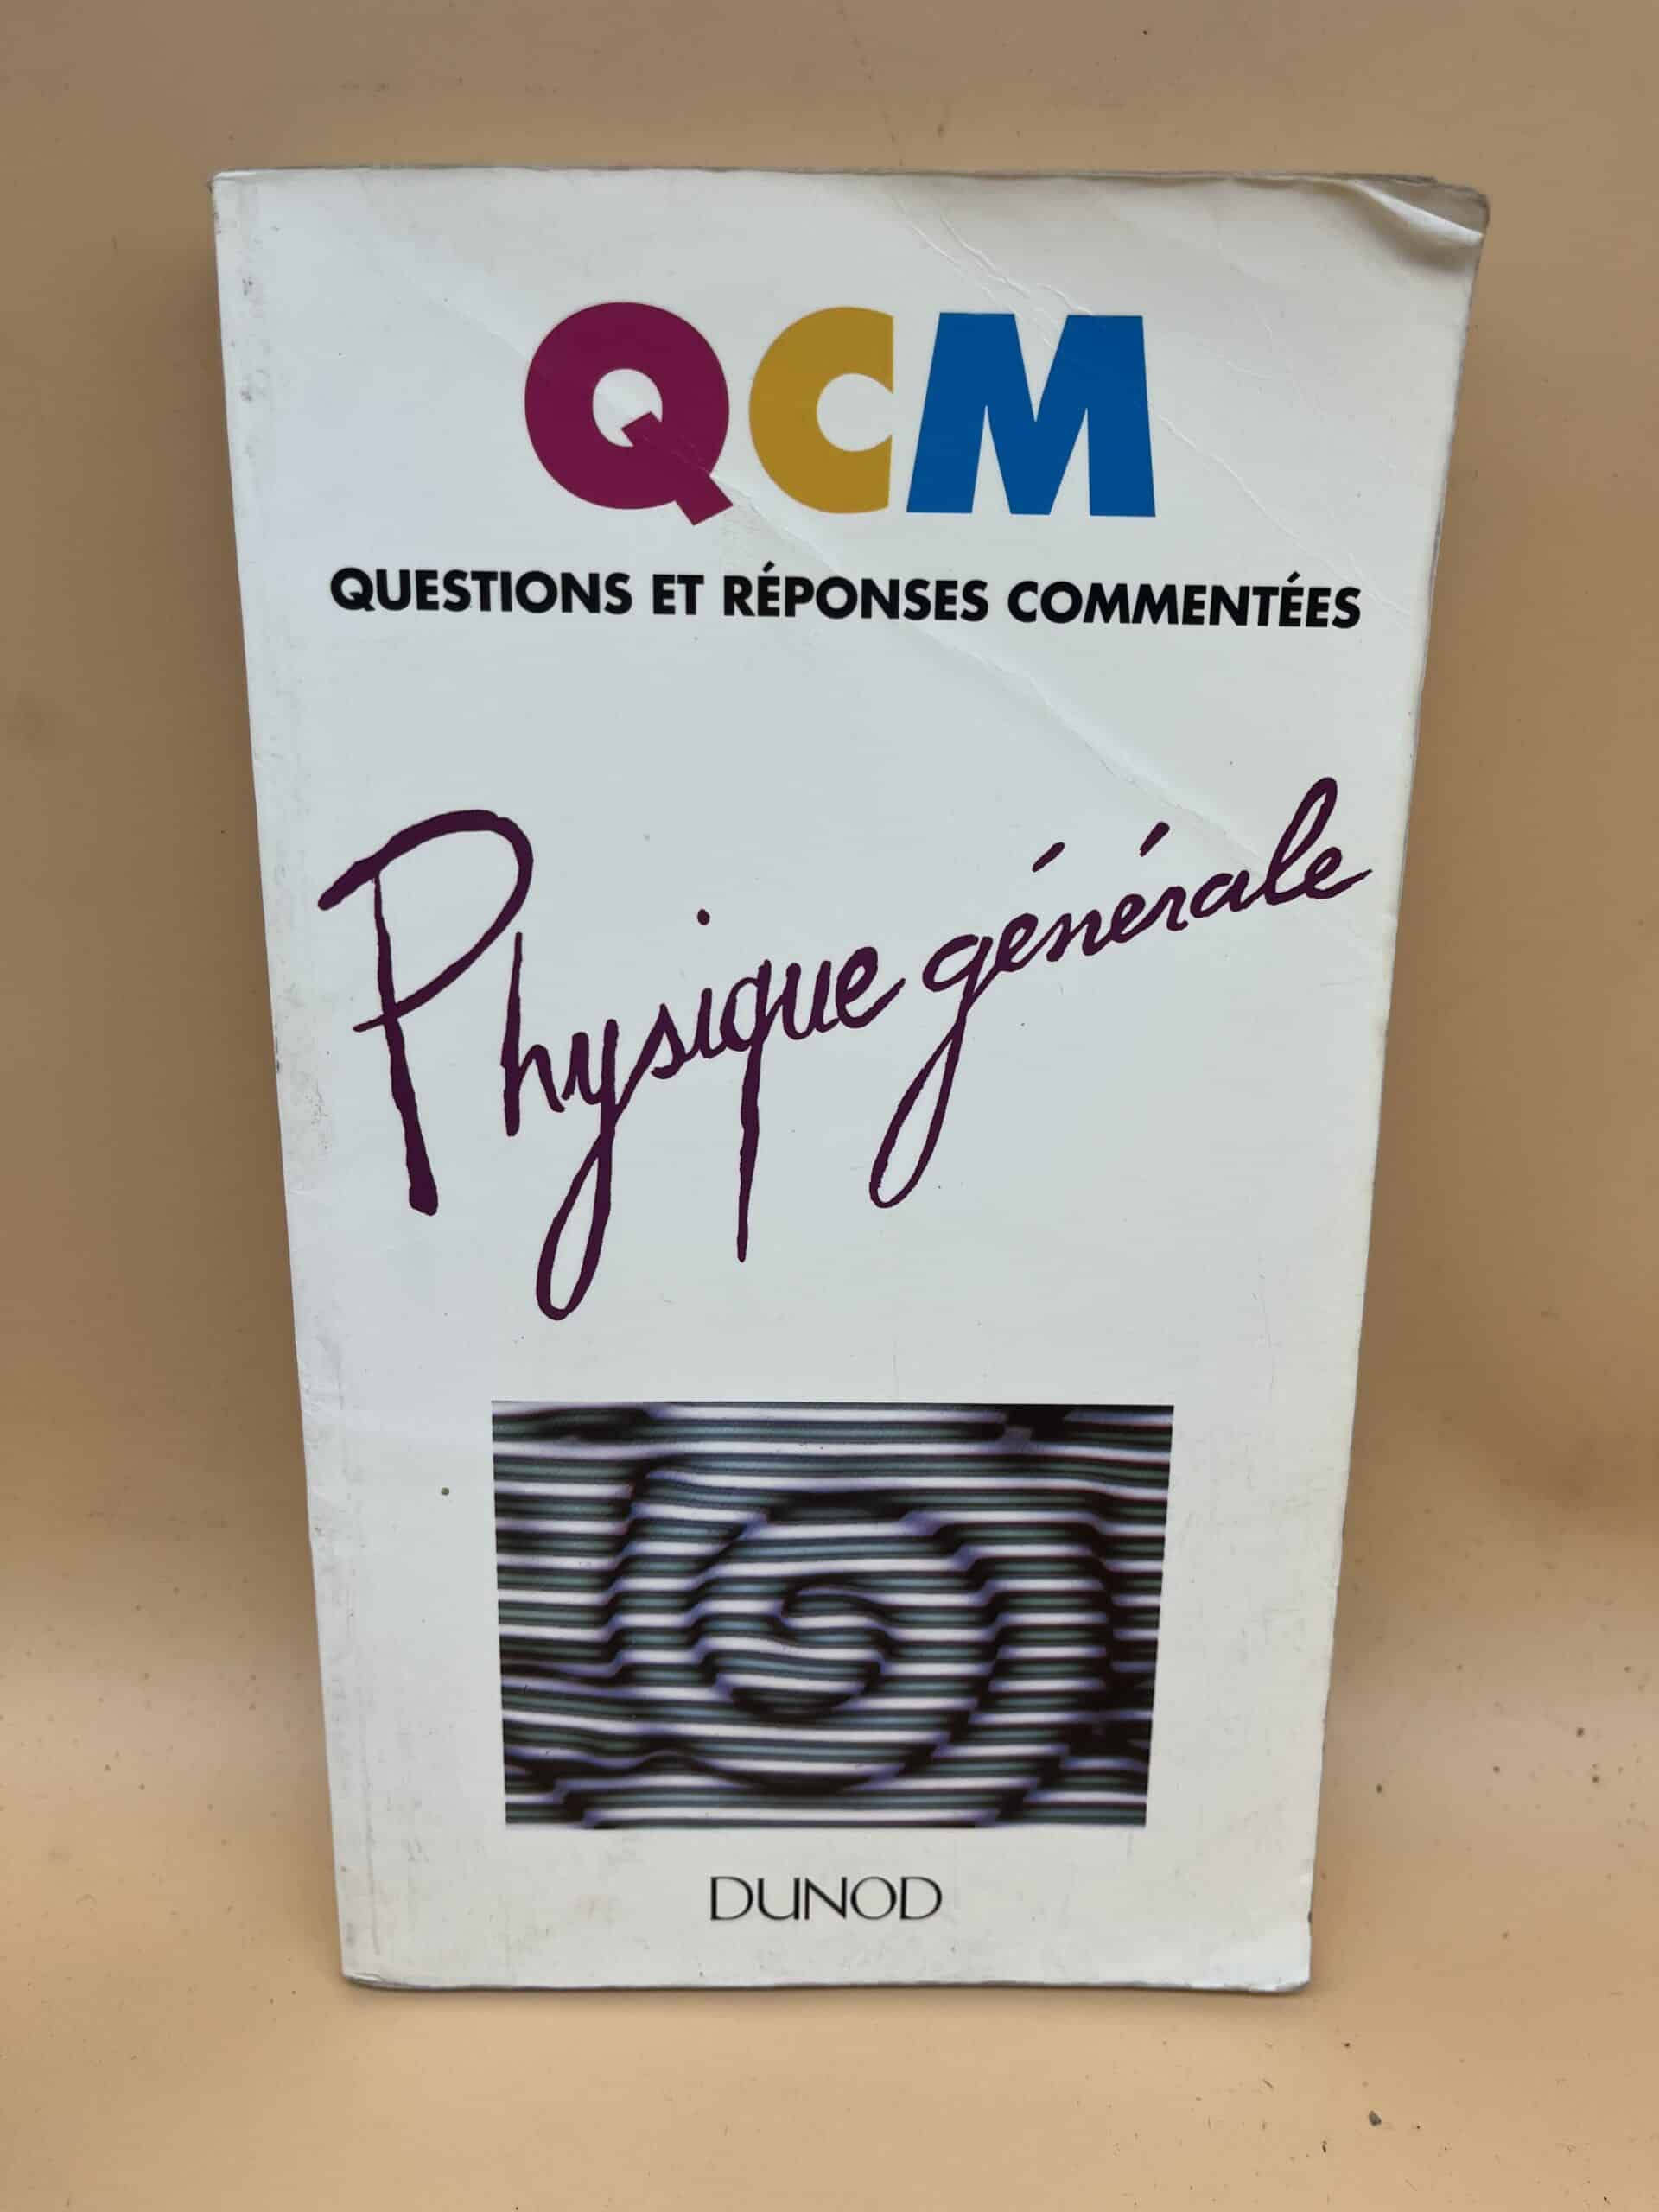 QCM
QUESTIONS ET RÉPONSES COMMENTÉES
Physique générale
DUNOD